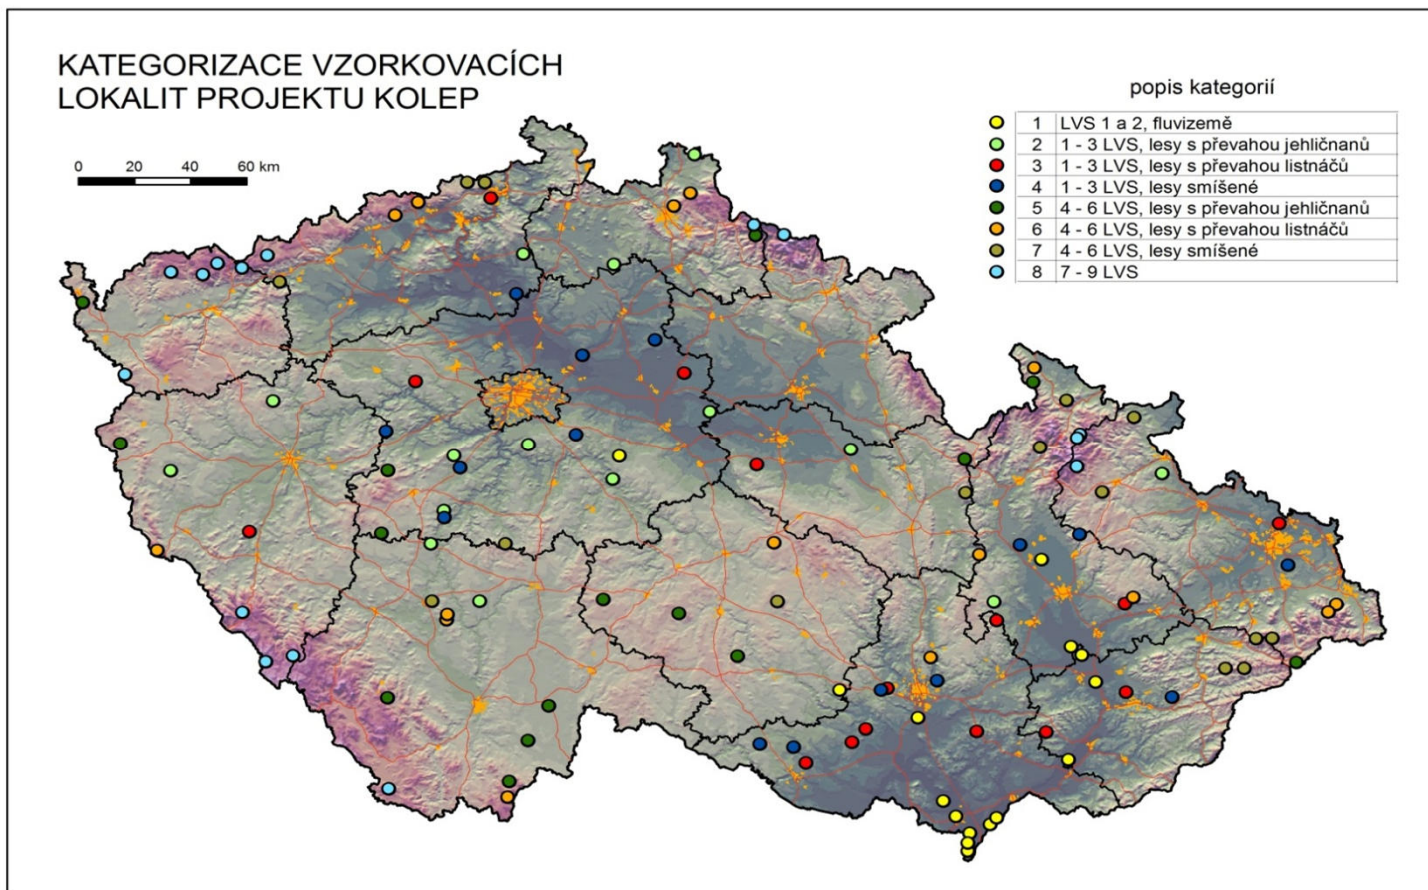 KATEGORIZACE VZORKOVACÍCH
LOKALIT PROJEKTU KOLEP
0 20 40 60 km
popis kategorií
1 LVS 1 a 2, fluvizemě
2 1 - 3 LVS, lesy s převahou jehličnanů
3 1 - 3 LVS, lesy s převahou listnáčů
4 1 - 3 LVS, lesy smíšené
5 4 - 6 LVS, lesy s převahou jehličnanů
6 4 - 6 LVS, lesy s převahou listnáčů
7 4 - 6 LVS, lesy smíšené
8 7 - 9 LVS